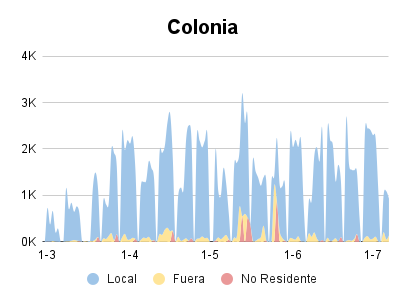 Colonia
4K
3K
2K
1K
0K
1-3 1-4 1-5 1-6 1-7
Local Fuera No Residente